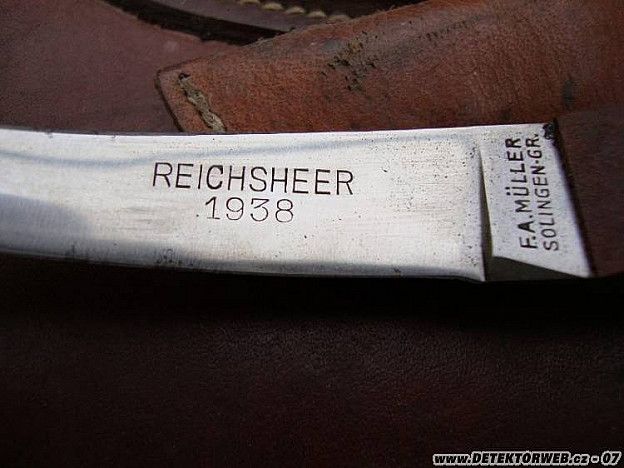 REICHSHEER
1938
F.A.MÜLLER
SOLINGEN-GR.
www.DETEKTORWEB.cz - 07